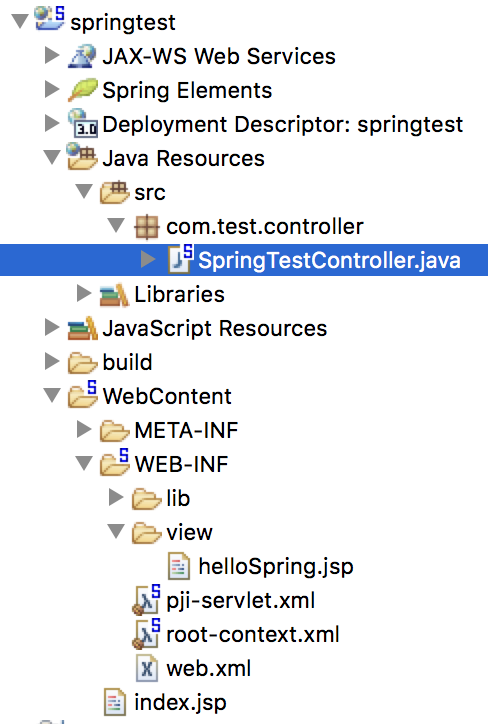 springtest
JAX-WS Web Services
Spring Elements
Deployment Descriptor: springtest
Java Resources
src
com.test.controller
SpringTestController.java
Libraries
JavaScript Resources
build
WebContent
META-INF
WEB-INF
lib
view
helloSpring.jsp
pji-servlet.xml
root-context.xml
web.xml
index.jsp